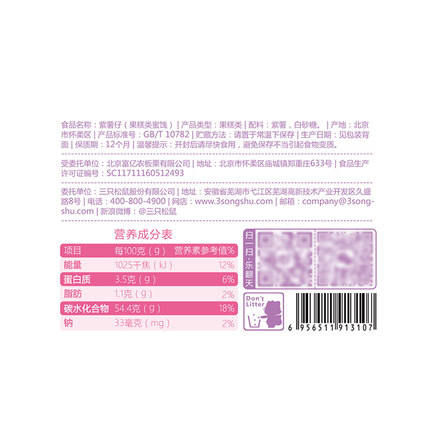 食品名称：紫薯仔（果糕类蜜饯）| 产品类型：果糕类 | 配料：紫薯，白砂糖。 | 产地：北京
市怀柔区 | 产品标准号：GB/T 10782 | 贮藏方法：请置于常温下保存 | 生产日期：见包装背
面 | 保质期：12个月 | 温馨提示：开封后请尽快食用，避免保存不当引起食物变质。
受委托单位：北京富亿农板栗有限公司 | 地址：北京市怀柔区庙城镇郑重庄633号 | 食品生产
许可证编号：SC11711160512493
委托单位：三只松鼠股份有限公司 | 地址：安徽省芜湖市弋江区芜湖高新技术产业开发区久盛
路8号 | 电话：400-800-4900 | 网址：www.3songshu.com | 邮箱：company@3song-
shu.com | 新浪微博：@三只松鼠
营养成分表
项目 每100克（g） 营养素参考值%
能量 1025千焦（kJ） 12%
蛋白质 3.5克（g） 6%
脂肪 1.1克（g） 2%
碳水化合物 54.4克（g） 18%
钠 33毫克（mg） 2%
扫一扫·乐翻天
Don't
Litter
6 956511 913107